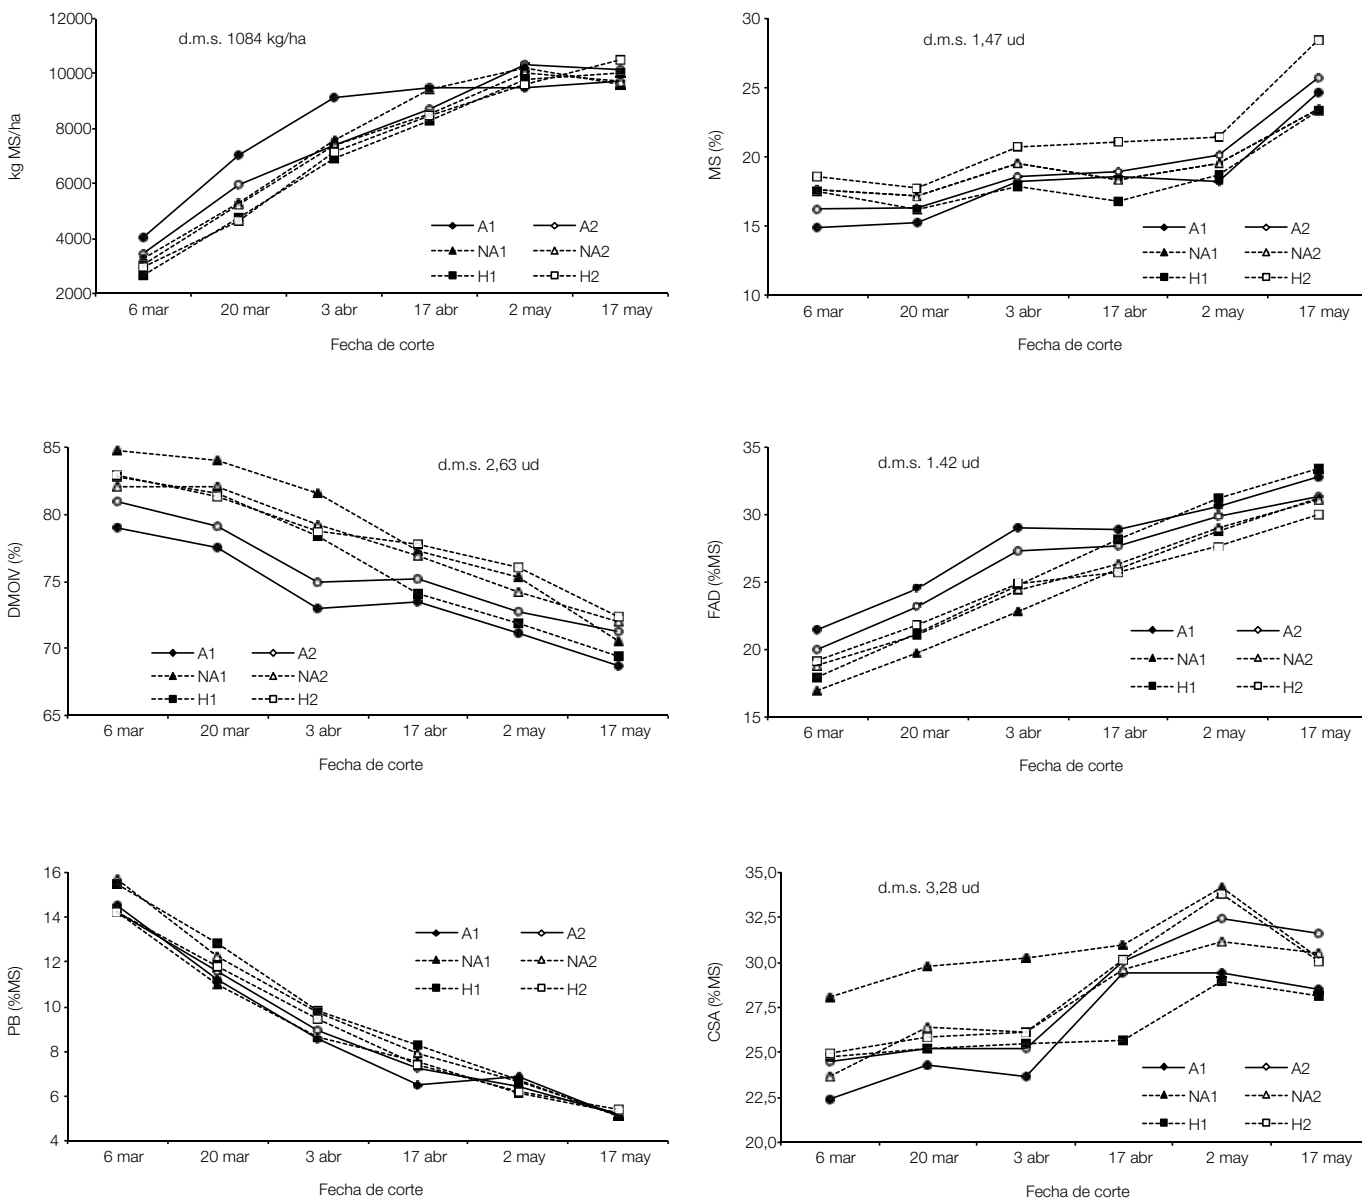 d.m.s. 1084 kg/ha
kg MS/ha
12000
10000
8000
6000
4000
2000
A1 A2
NA1 NA2
H1 H2
6 mar 20 mar 3 abr 17 abr 2 may 17 may
Fecha de corte
d.m.s. 1,47 ud
MS (%)
30
25
20
15
10
A1 A2
NA1 NA2
H1 H2
6 mar 20 mar 3 abr 17 abr 2 may 17 may
Fecha de corte
d.m.s. 2,63 ud
DMOIV (%)
85
80
75
70
65
A1 A2
NA1 NA2
H1 H2
6 mar 20 mar 3 abr 17 abr 2 may 17 may
Fecha de corte
d.m.s. 1.42 ud
FAD (%MS)
35
30
25
20
15
A1 A2
NA1 NA2
H1 H2
6 mar 20 mar 3 abr 17 abr 2 may 17 may
Fecha de corte
PB (%MS)
16
14
12
10
8
6
4
A1 A2
NA1 NA2
H1 H2
6 mar 20 mar 3 abr 17 abr 2 may 17 may
Fecha de corte
d.m.s. 3,28 ud
CSA (%MS)
35,0
32,5
30,0
27,5
25,0
22,5
20,0
A1 A2
NA1 NA2
H1 H2
6 mar 20 mar 3 abr 17 abr 2 may 17 may
Fecha de corte